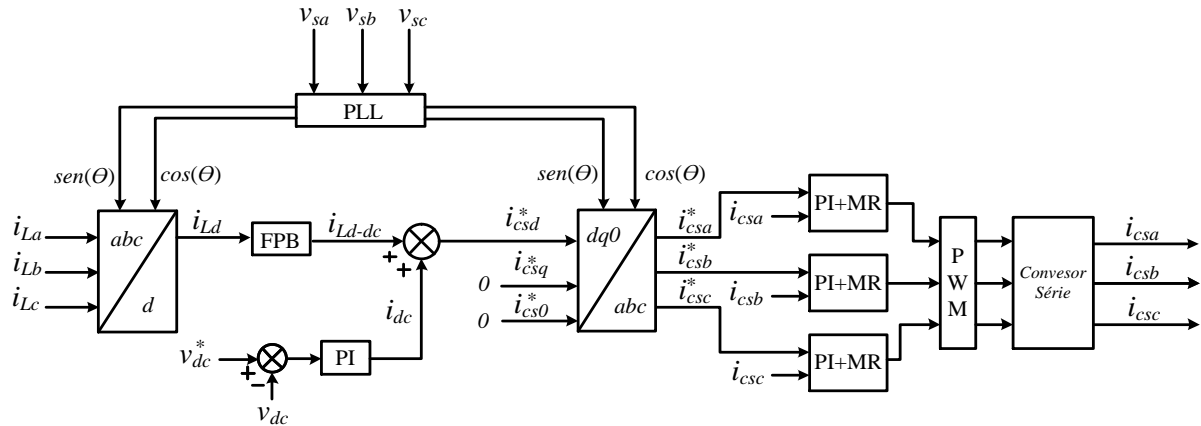 v_sa v_sb v_sc
PLL
sen(Θ) cos(Θ)
sen(Θ) cos(Θ)
i_La
i_Lb
i_Lc
abc
d
i_Ld
FPB
i_Ld-dc
+
+
i_dc
v*_dc
+
−
v_dc
PI
i*_csd
0 i*_csq
0 i*_cs0
dq0
abc
i*_csa
i*_csb
i*_csc
i_csa
i_csb
i_csc
PI+MR
PI+MR
PI+MR
P
W
M
Convesor
Série
i_csa
i_csb
i_csc